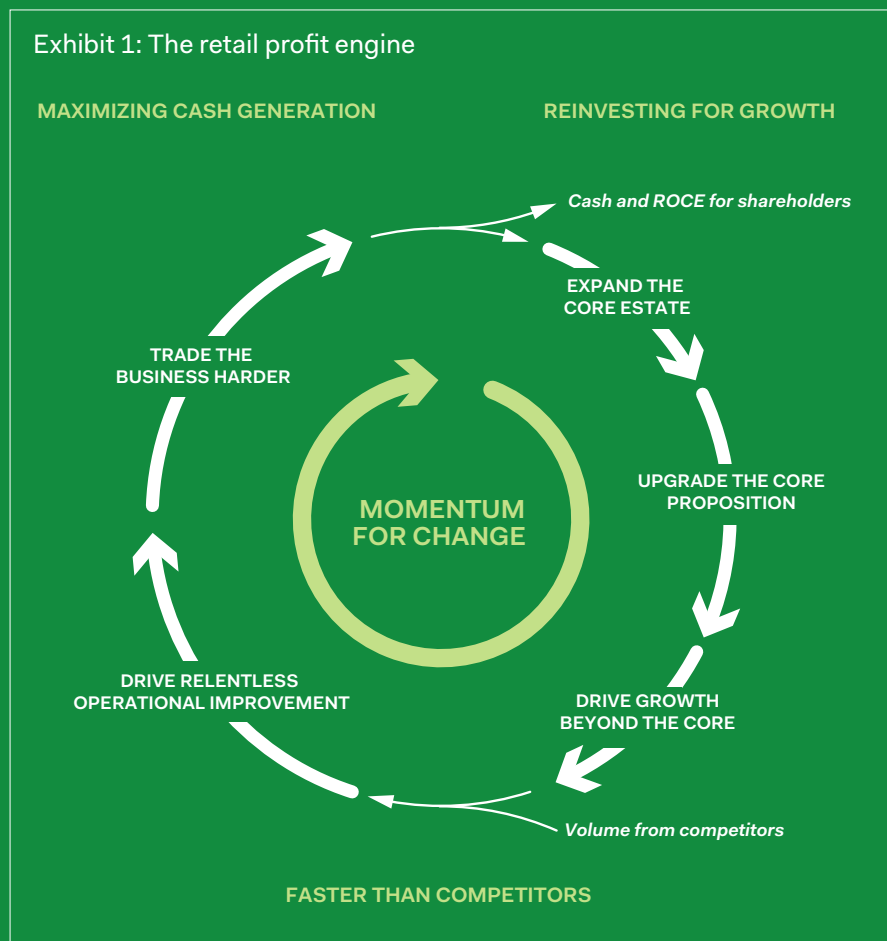 Exhibit 1: The retail profit engine
MAXIMIZING CASH GENERATION
REINVESTING FOR GROWTH
Cash and ROCE for shareholders
EXPAND THE
CORE ESTATE
TRADE THE
BUSINESS HARDER
UPGRADE THE CORE
PROPOSITION
MOMENTUM
FOR CHANGE
DRIVE RELENTLESS
OPERATIONAL IMPROVEMENT
DRIVE GROWTH
BEYOND THE CORE
Volume from competitors
FASTER THAN COMPETITORS